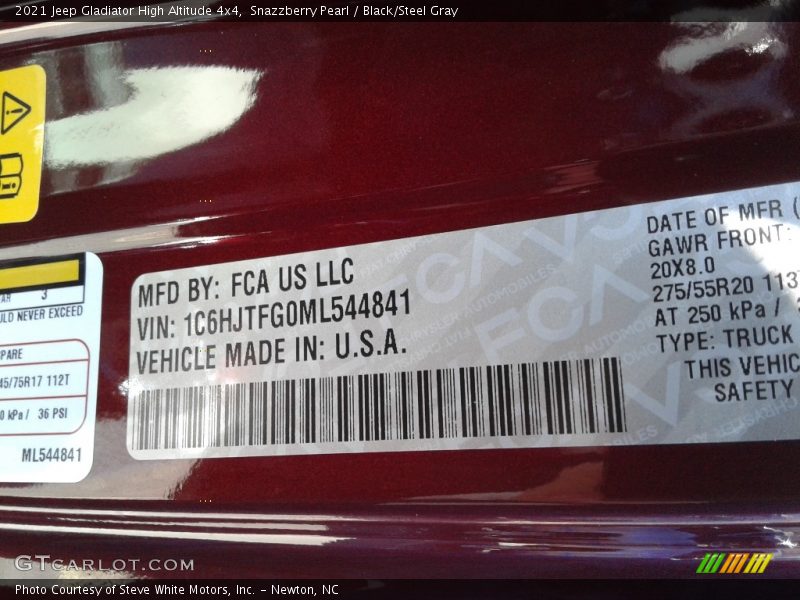 2021 Jeep Gladiator High Altitude 4x4,  Snazzberry Pearl / Black/Steel Gray
3
ULD NEVER EXCEED
PARE
45/75R17 112T
0 kPa / 36 PSI
ML544841
MFD BY: FCA US LLC
VIN: 1C6HJTFG0ML544841
VEHICLE MADE IN: U.S.A.
DATE OF MFR (
GAWR FRONT:
20X8.0
275/55R20 113
AT 250 kPa /
TYPE: TRUCK
THIS VEHIC
SAFETY
GTCARLOT.COM
Photo Courtesy of Steve White Motors, Inc. – Newton, NC